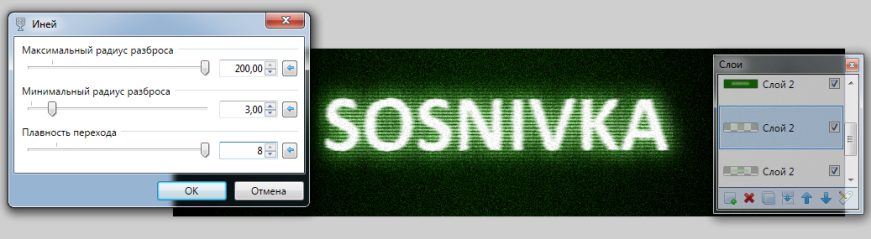 Иней
Максимальный радиус разброса
200,00
Минимальный радиус разброса
3,00
Плавность перехода
8
OK
Отмена
SOSNIVKA
Слои
Слой 2
Слой 2
Слой 2